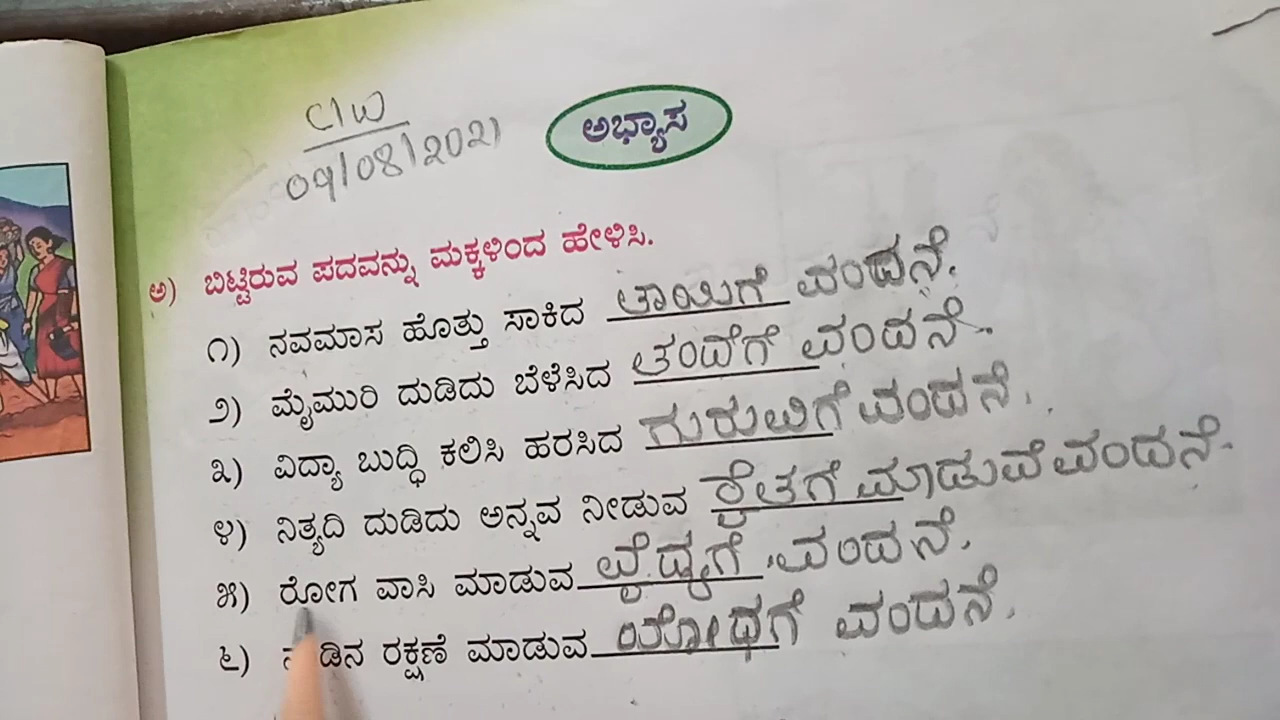 C/W
09/08/2021
ಅಭ್ಯಾಸ
ಅ) ಬಿಟ್ಟಿರುವ ಪದವನ್ನು ಮಕ್ಕಳಿಂದ ಹೇಳಿಸಿ.
೧) ನವಮಾಸ ಹೊತ್ತು ಸಾಕಿದ ತಾಯಿಗೆ ವಂದನೆ.
೨) ಮೈಮುರಿ ದುಡಿದು ಬೆಳೆಸಿದ ತಂದೆಗೆ ವಂದನೆ.
೩) ವಿದ್ಯಾ ಬುದ್ಧಿ ಕಲಿಸಿ ಹರಸಿದ ಗುರುವಿಗೆ ವಂದನೆ.
೪) ನಿತ್ಯದಿ ದುಡಿದು ಅನ್ನವ ನೀಡುವ ರೈತಗೆ ಮಾಡುವೆ ವಂದನೆ.
೫) ರೋಗ ವಾಸಿ ಮಾಡುವ ವೈದ್ಯಗೆ ವಂದನೆ.
೬) ರಕ್ಷಣೆ ಮಾಡುವ ಯೋಧಗೆ ವಂದನೆ.